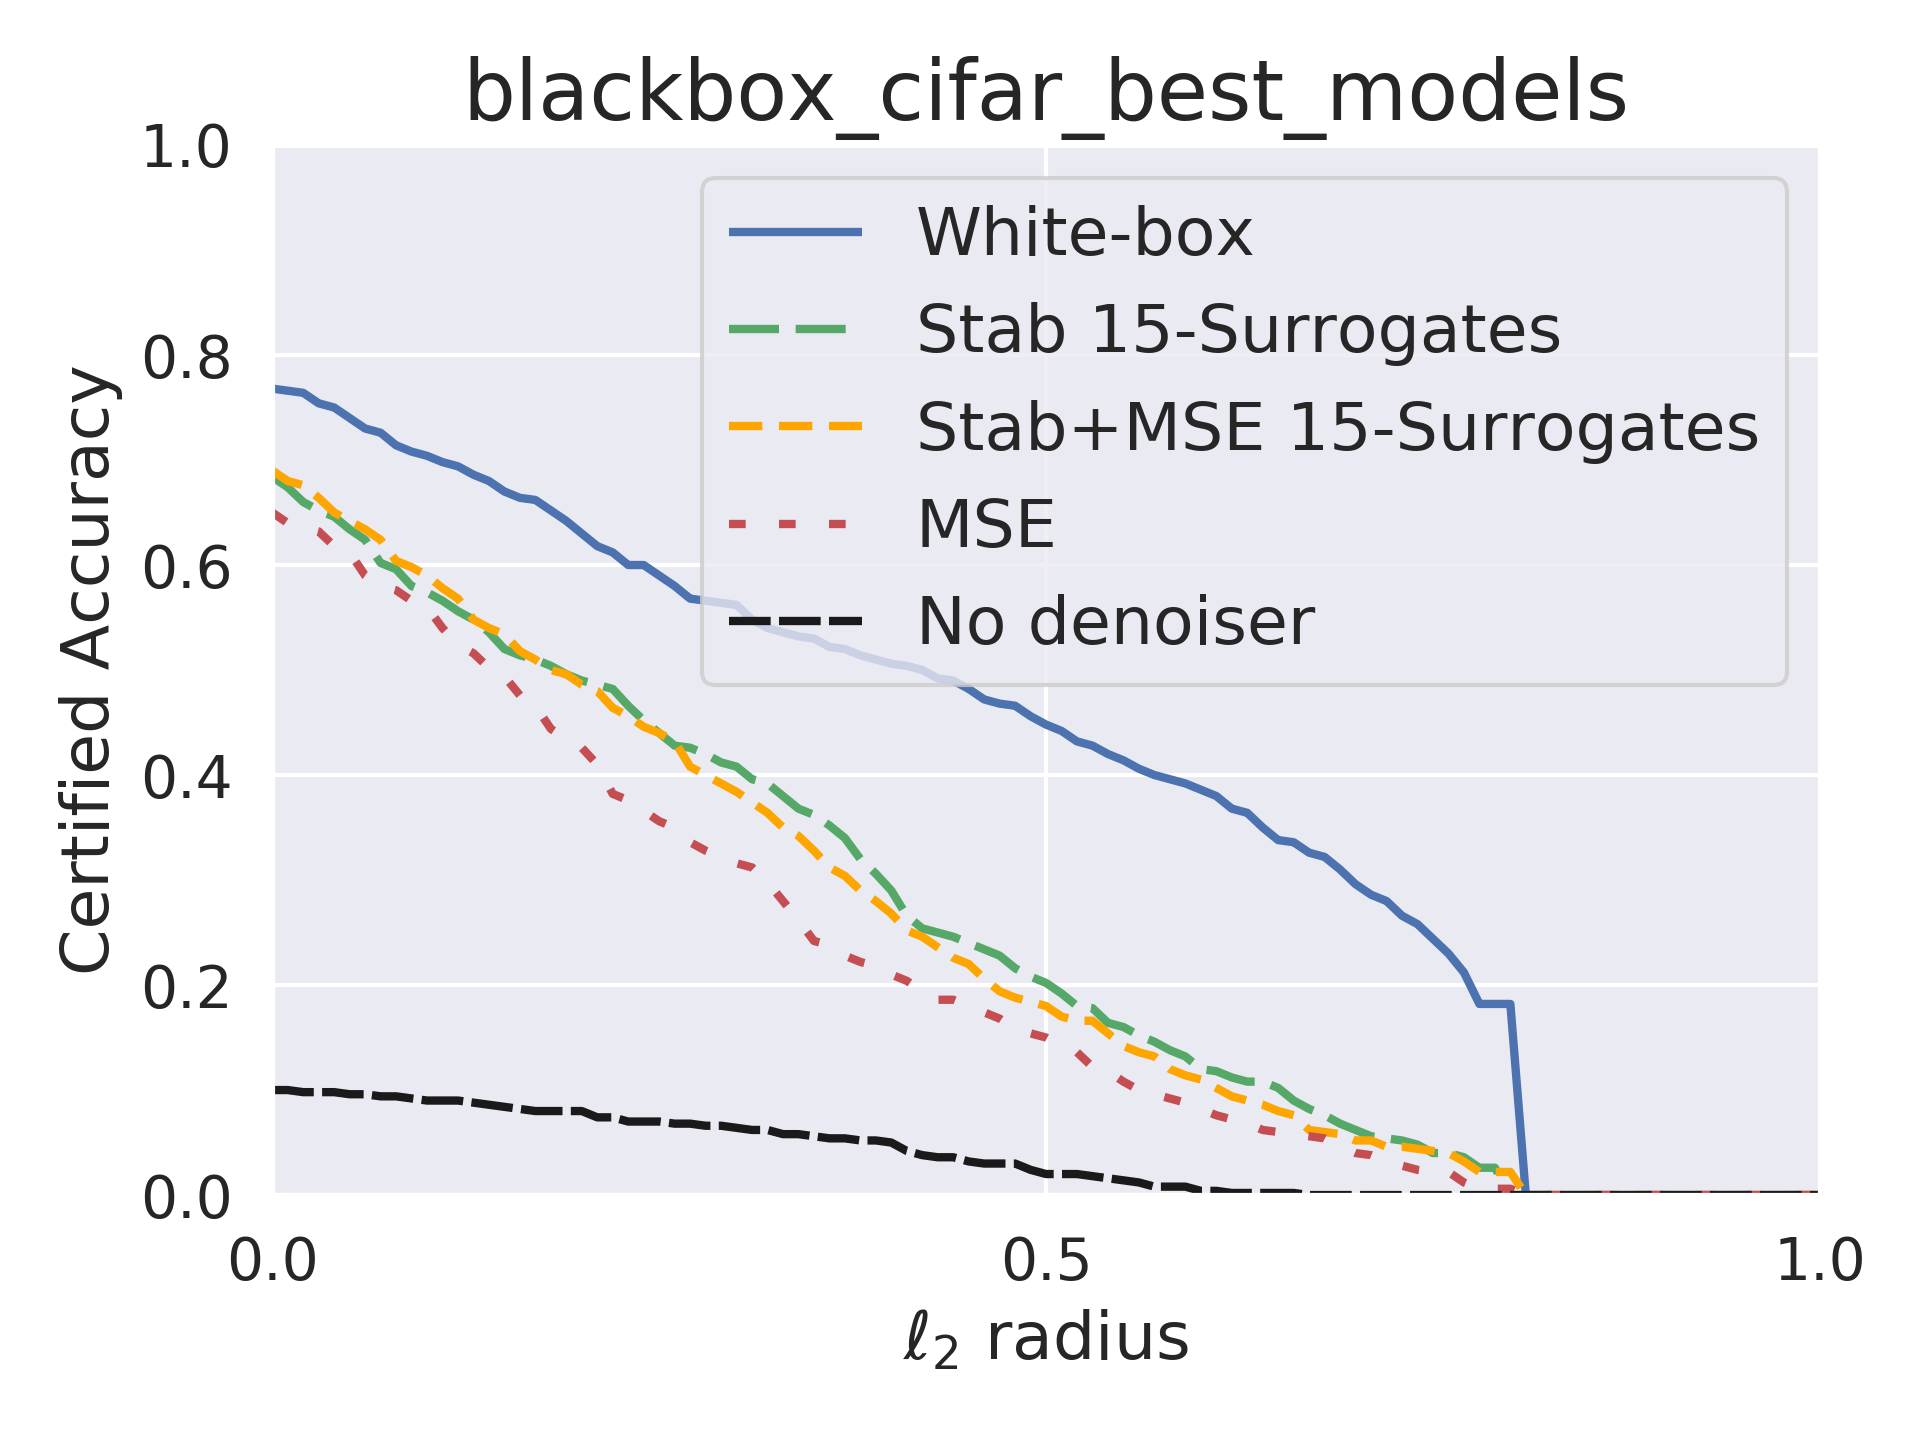 blackbox_cifar_best_models
1.0
0.8
0.6
0.4
0.2
0.0
Certified Accuracy
White-box
Stab 15-Surrogates
Stab+MSE 15-Surrogates
MSE
No denoiser
0.0 0.5 1.0
ℓ₂ radius